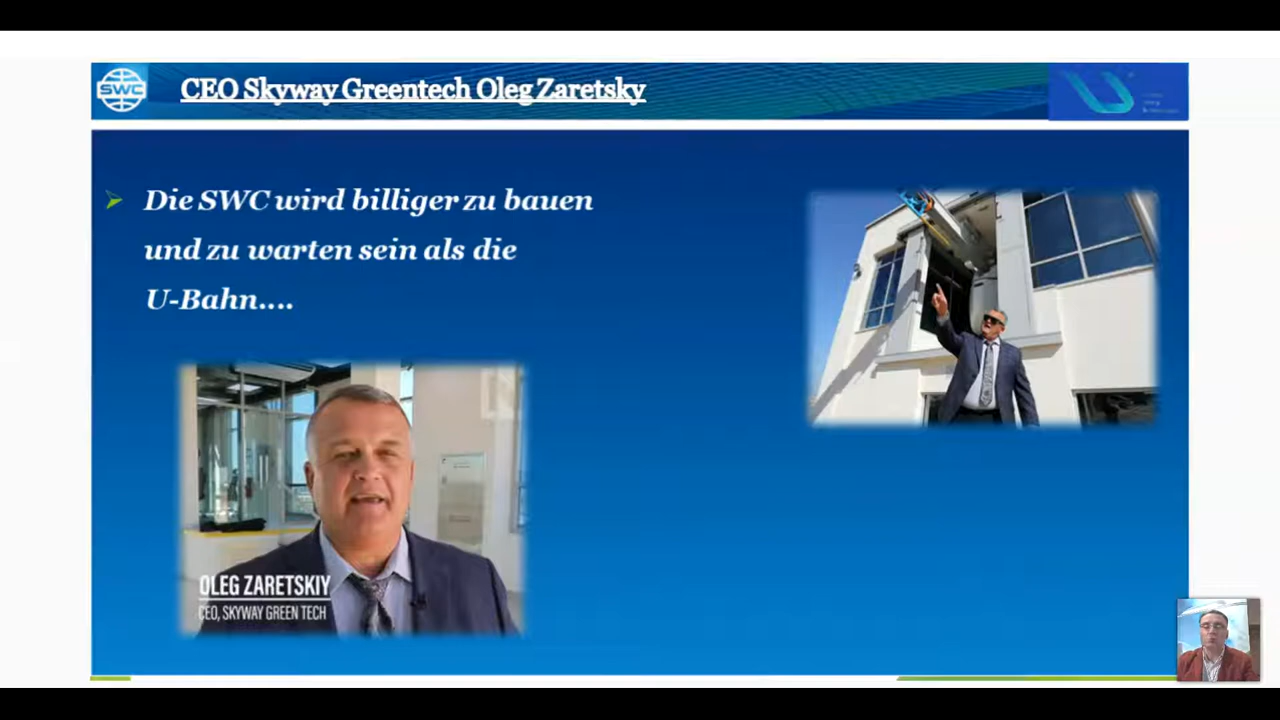 SWC
CEO Skyway Greentech Oleg Zaretsky
Die SWC wird billiger zu bauen
und zu warten sein als die
U-Bahn....
OLEG ZARETSKIY
CEO, SKYWAY GREEN TECH